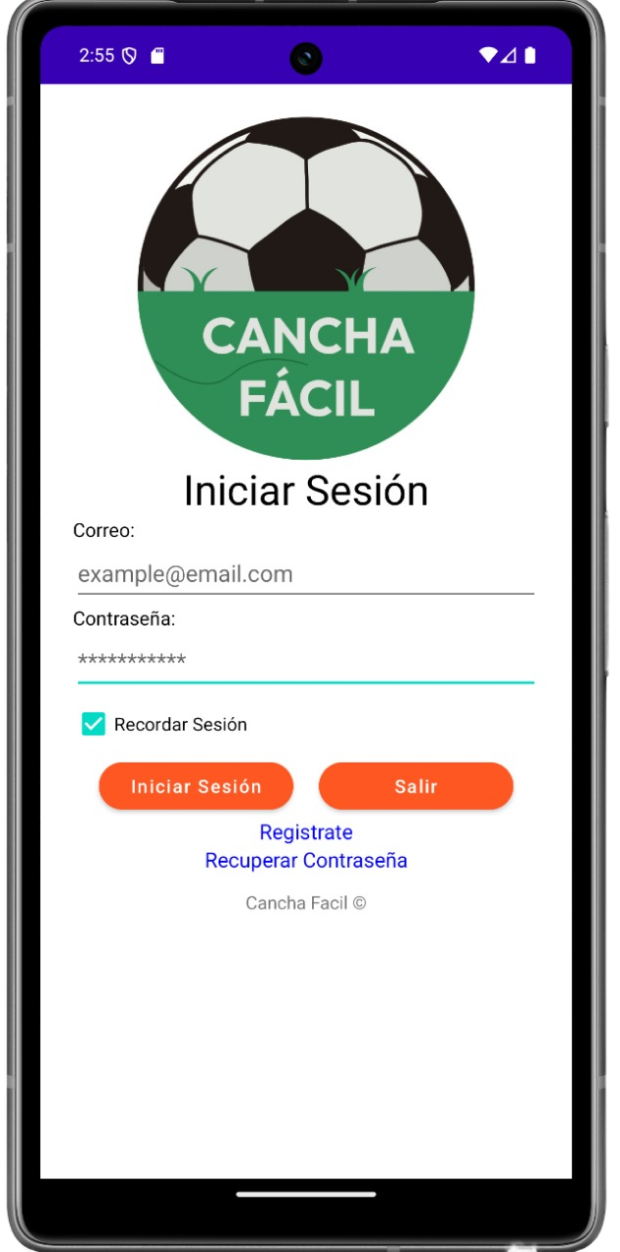 2:55
CANCHA
FÁCIL
Iniciar Sesión
Correo:
example@email.com
Contraseña:
***********
Recordar Sesión
Iniciar Sesión Salir
Registrate
Recuperar Contraseña
Cancha Facil ©